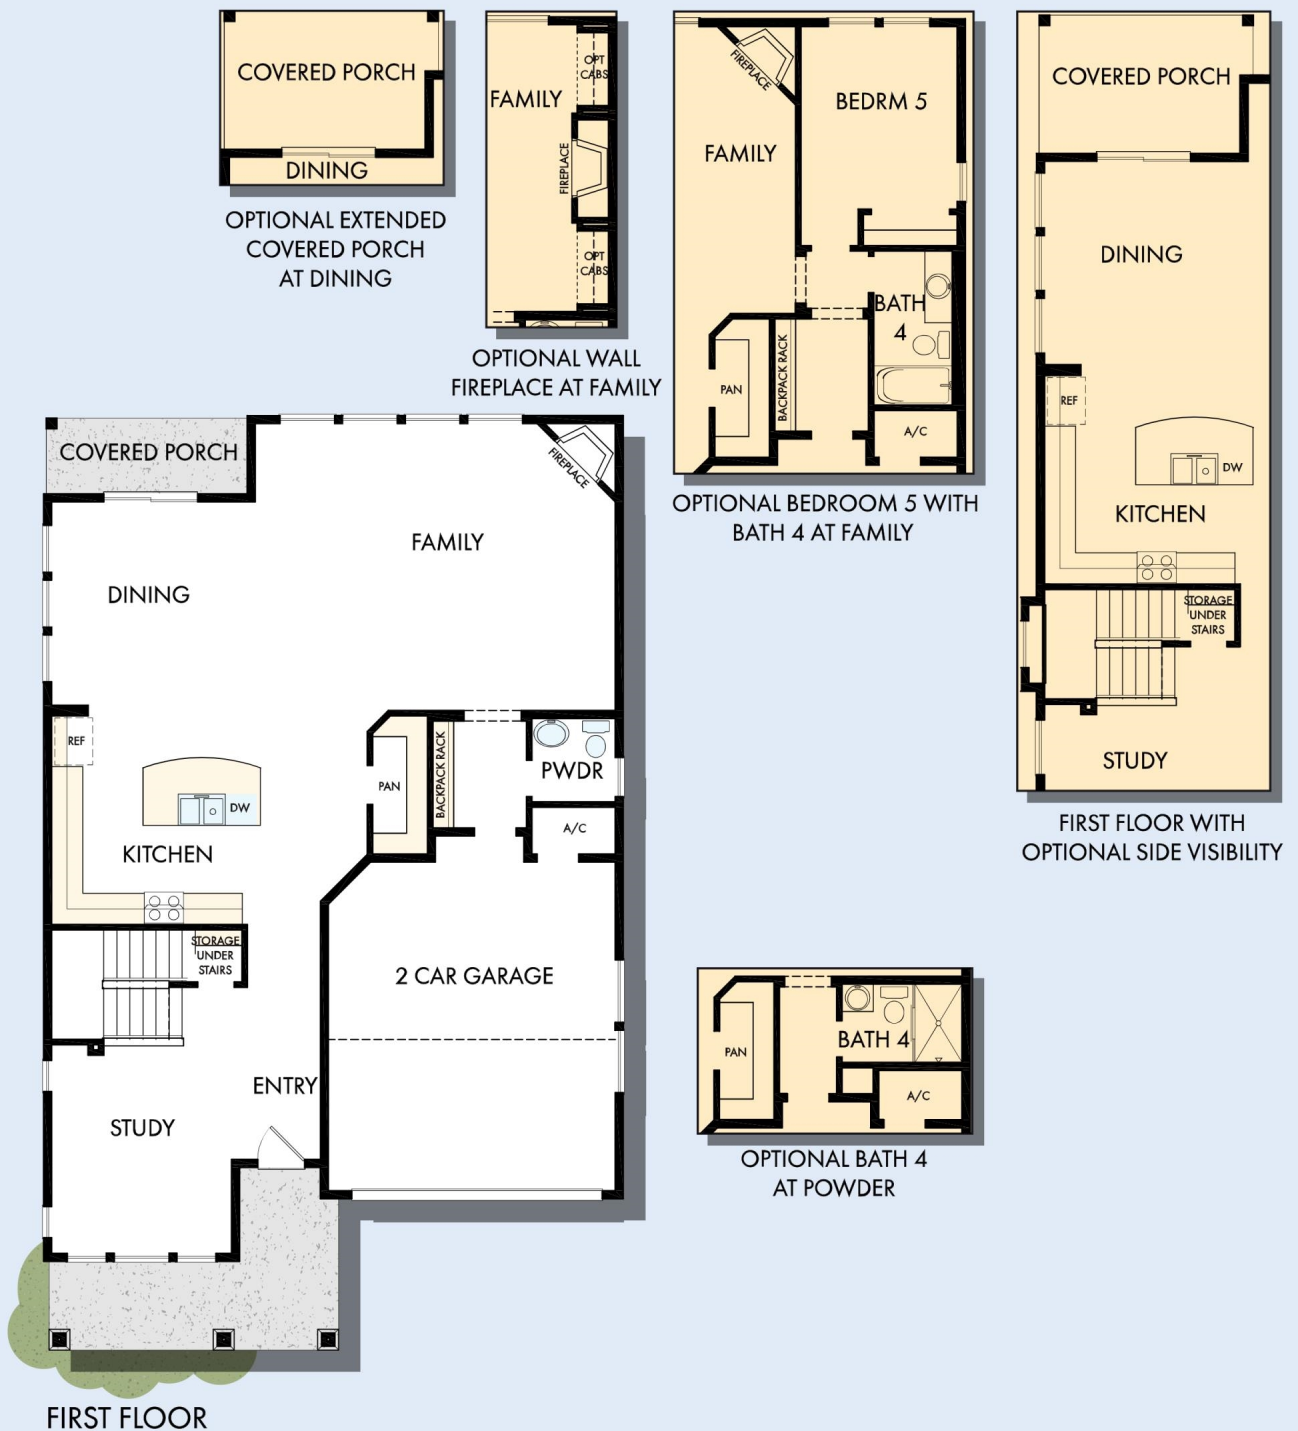 COVERED PORCH
DINING
OPTIONAL EXTENDED
COVERED PORCH
AT DINING
FAMILY
OPT
CABS
FIREPLACE
OPT
CABS
OPTIONAL WALL
FIREPLACE AT FAMILY
FIREPLACE
BEDRM 5
FAMILY
BATH
4
BACKPACK RACK
PAN
A/C
OPTIONAL BEDROOM 5 WITH
BATH 4 AT FAMILY
COVERED PORCH
DINING
REF
DW
KITCHEN
STORAGE
UNDER
STAIRS
STUDY
FIRST FLOOR WITH
OPTIONAL SIDE VISIBILITY
COVERED PORCH
FIREPLACE
FAMILY
DINING
REF
BACKPACK RACK
PWDR
PAN
DW
A/C
KITCHEN
STORAGE
UNDER
STAIRS
2 CAR GARAGE
ENTRY
STUDY
FIRST FLOOR
PAN
BATH 4
A/C
OPTIONAL BATH 4
AT POWDER